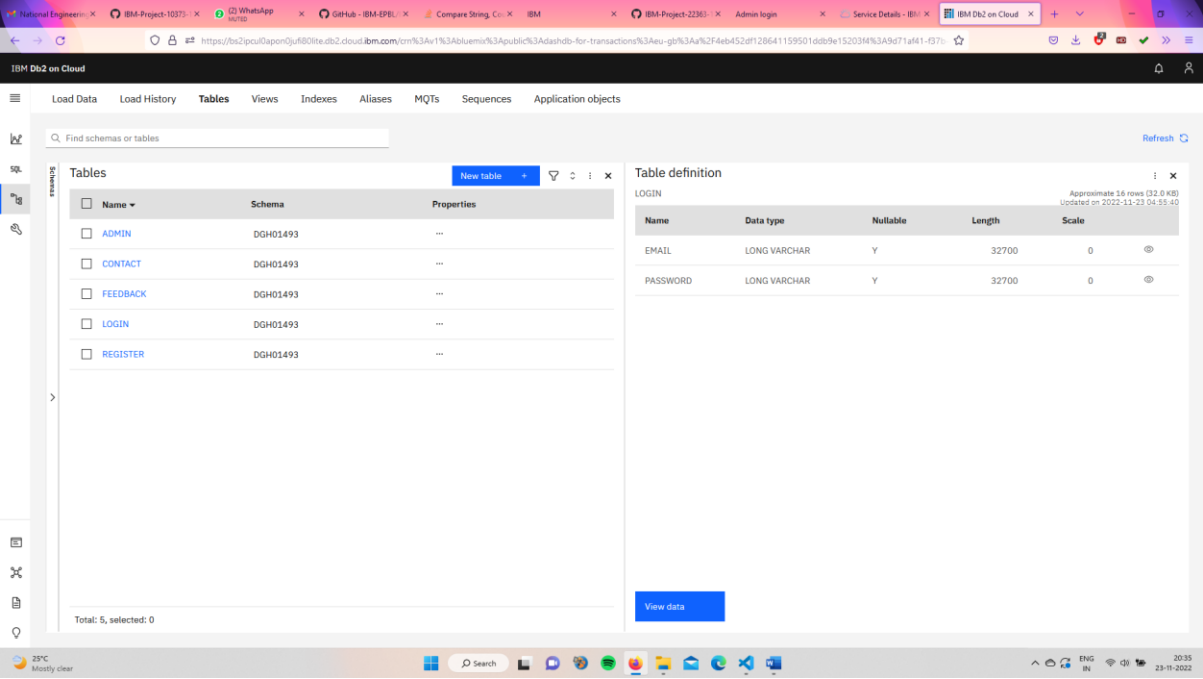 National Engineering
IBM-Project-10373-
(2) WhatsApp
MUTED
GitHub - IBM-EPBL/
Compare String, Co
IBM
IBM-Project-22363-
Admin login
Service Details - IBM
IBM Db2 on Cloud
IBM Db2 on Cloud
Load Data Load History Tables Views Indexes Aliases MQTs Sequences Application objects
Find schemas or tables
Refresh
Schemas
Tables
New table +
Name Schema Properties
ADMIN DGH01493 ...
CONTACT DGH01493 ...
FEEDBACK DGH01493 ...
LOGIN DGH01493 ...
REGISTER DGH01493 ...
Total: 5, selected: 0
Table definition
LOGIN
Approximate 16 rows (32.0 KB)
Updated on 2022-11-23 04:55:40
Name Data type Nullable Length Scale
EMAIL LONG VARCHAR Y 32700 0
PASSWORD LONG VARCHAR Y 32700 0
View data
SQL
25°C
Mostly clear
Search
ENG
IN
20:35
23-11-2022